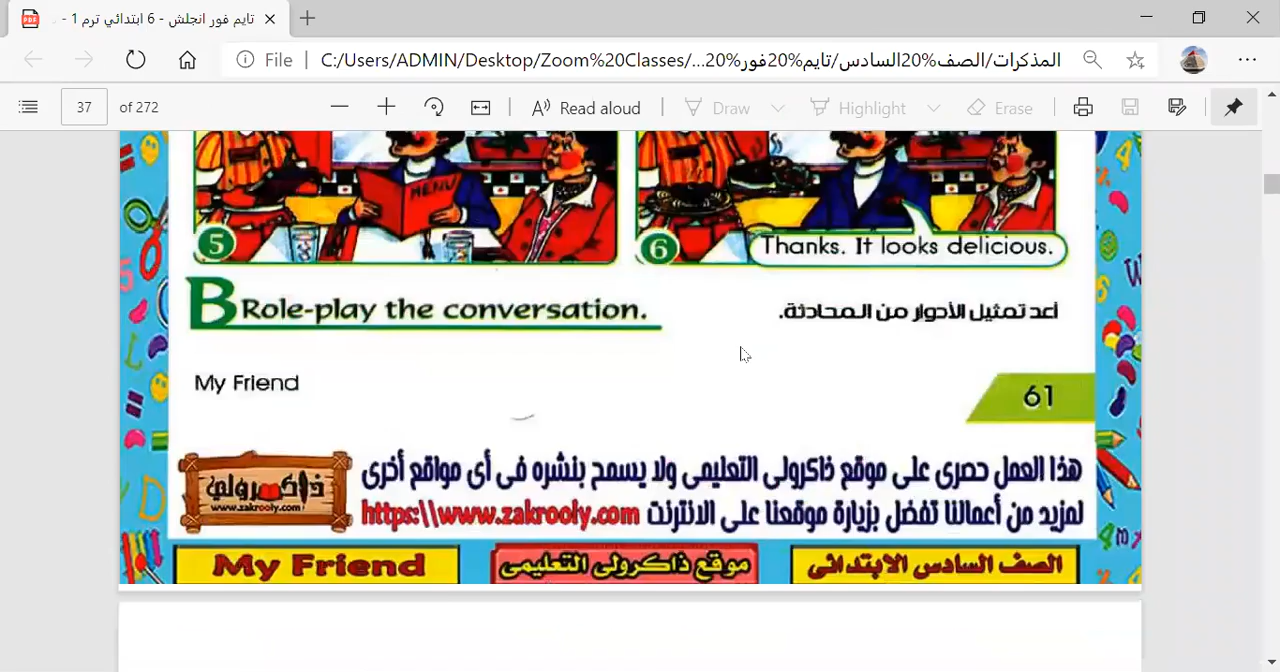 تايم فور انجلش - 6 ابتدائي ترم 1 -
File
C:/Users/ADMIN/Desktop/Zoom%20Classes/المذكرات/الصف%20السادس/تايم%20فور%20...
37 of 272
Read aloud
Draw
Highlight
Erase
MENU
5
6
Thanks. It looks delicious.
B Role-play the conversation.
أعد تمثيل الأدوار من المحادثة.
My Friend
61
ذاكرولي
www.zakrooly.com
هذا العمل حصرى على موقع ذاكرولى التعليمى ولا يسمح بنشره فى أى مواقع أخرى
لمزيد من أعمالنا تفضل بزيارة موقعنا على الانترنت https:\\www.zakrooly.com
My Friend
موقع ذاكرولى التعليمى
الصف السادس الابتدائى